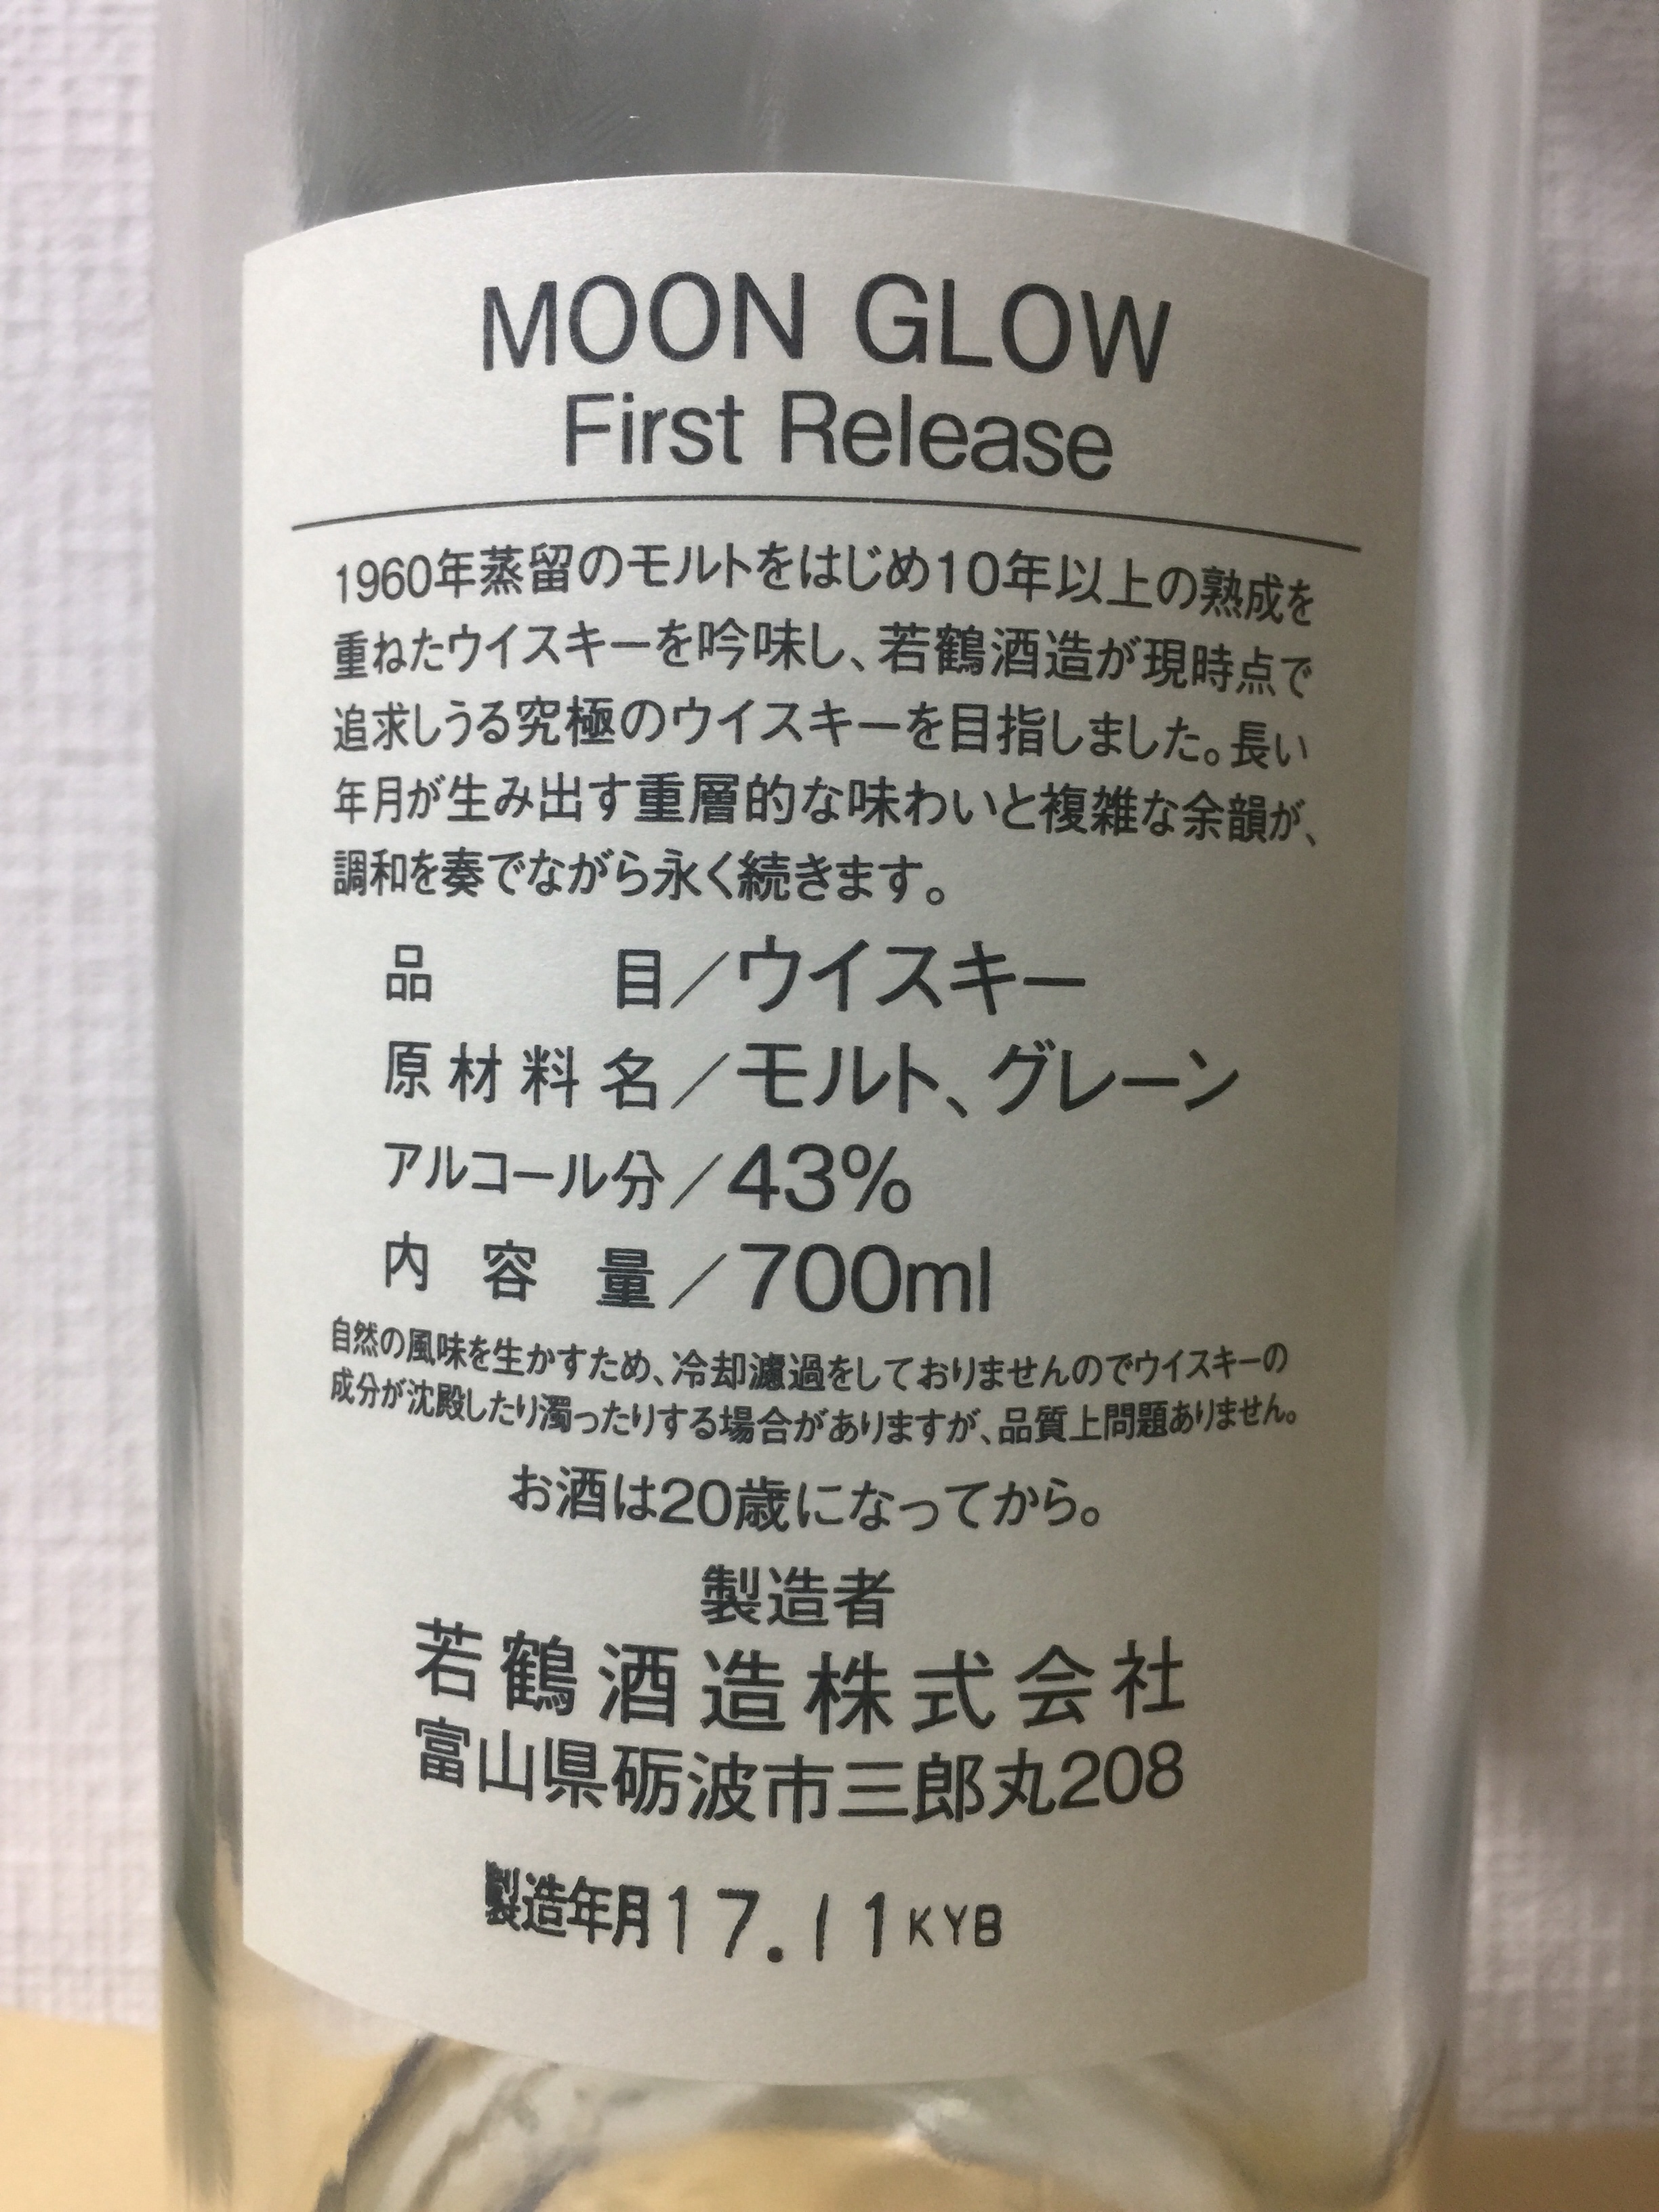 MOON GLOW
First Release
1960年蒸留のモルトをはじめ10年以上の熟成を
重ねたウイスキーを吟味し、若鶴酒造が現時点で
追求しうる究極のウイスキーを目指しました。長い
年月が生み出す重層的な味わいと複雑な余韻が、
調和を奏でながら永く続きます。
品　　目／ウイスキー
原材料名／モルト、グレーン
アルコール分／43%
内容量／700ml
自然の風味を生かすため、冷却濾過をしておりませんのでウイスキーの
成分が沈殿したり濁ったりする場合がありますが、品質上問題ありません。
お酒は20歳になってから。
製造者
若鶴酒造株式会社
富山県砺波市三郎丸208
製造年月17.11KYB